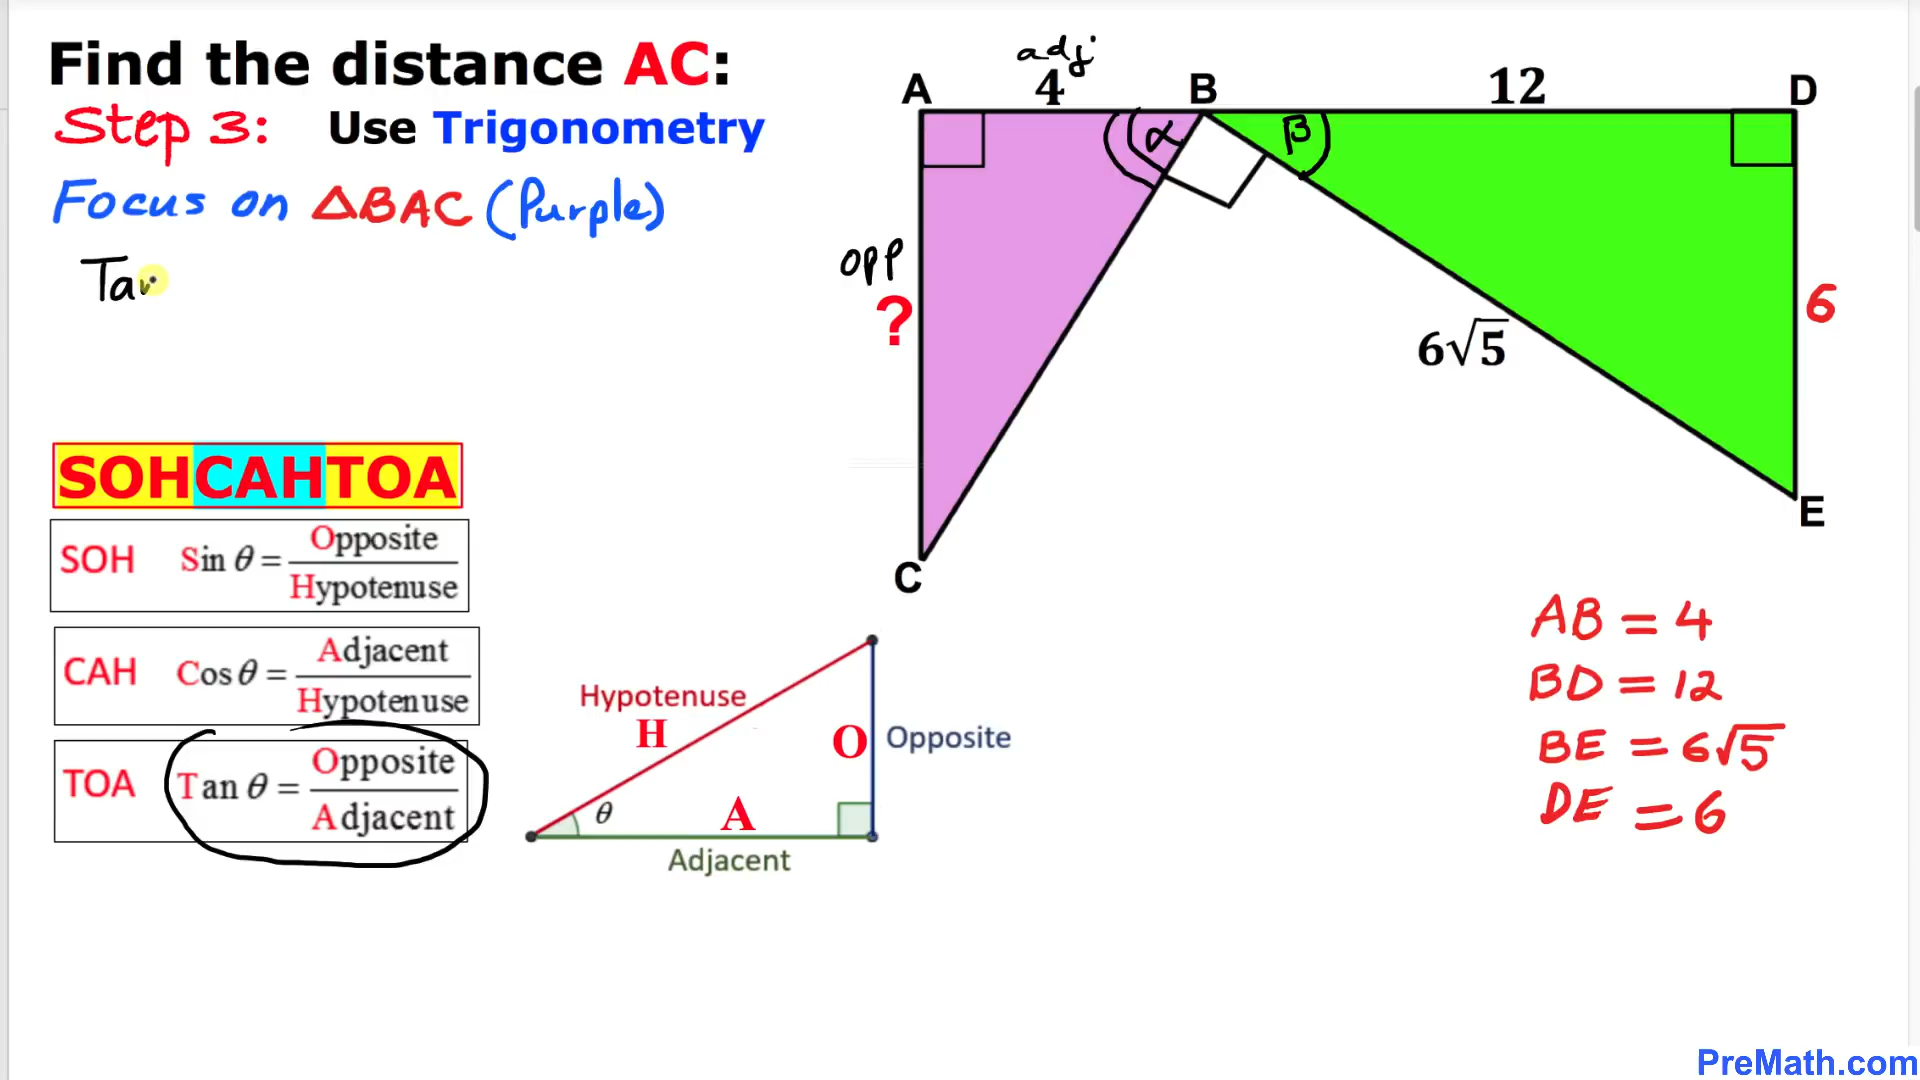 Find the distance AC:
Step 3: Use Trigonometry
Focus on △BAC (Purple)
Tan
adj
A 4 B 12 D
α β
opp
?
6
6√5
E
C
SOHCAHTOA
SOH Sin θ = Opposite / Hypotenuse
CAH Cos θ = Adjacent / Hypotenuse
TOA Tan θ = Opposite / Adjacent
Hypotenuse
H
O Opposite
θ A
Adjacent
AB = 4
BD = 12
BE = 6√5
DE = 6
PreMath.com